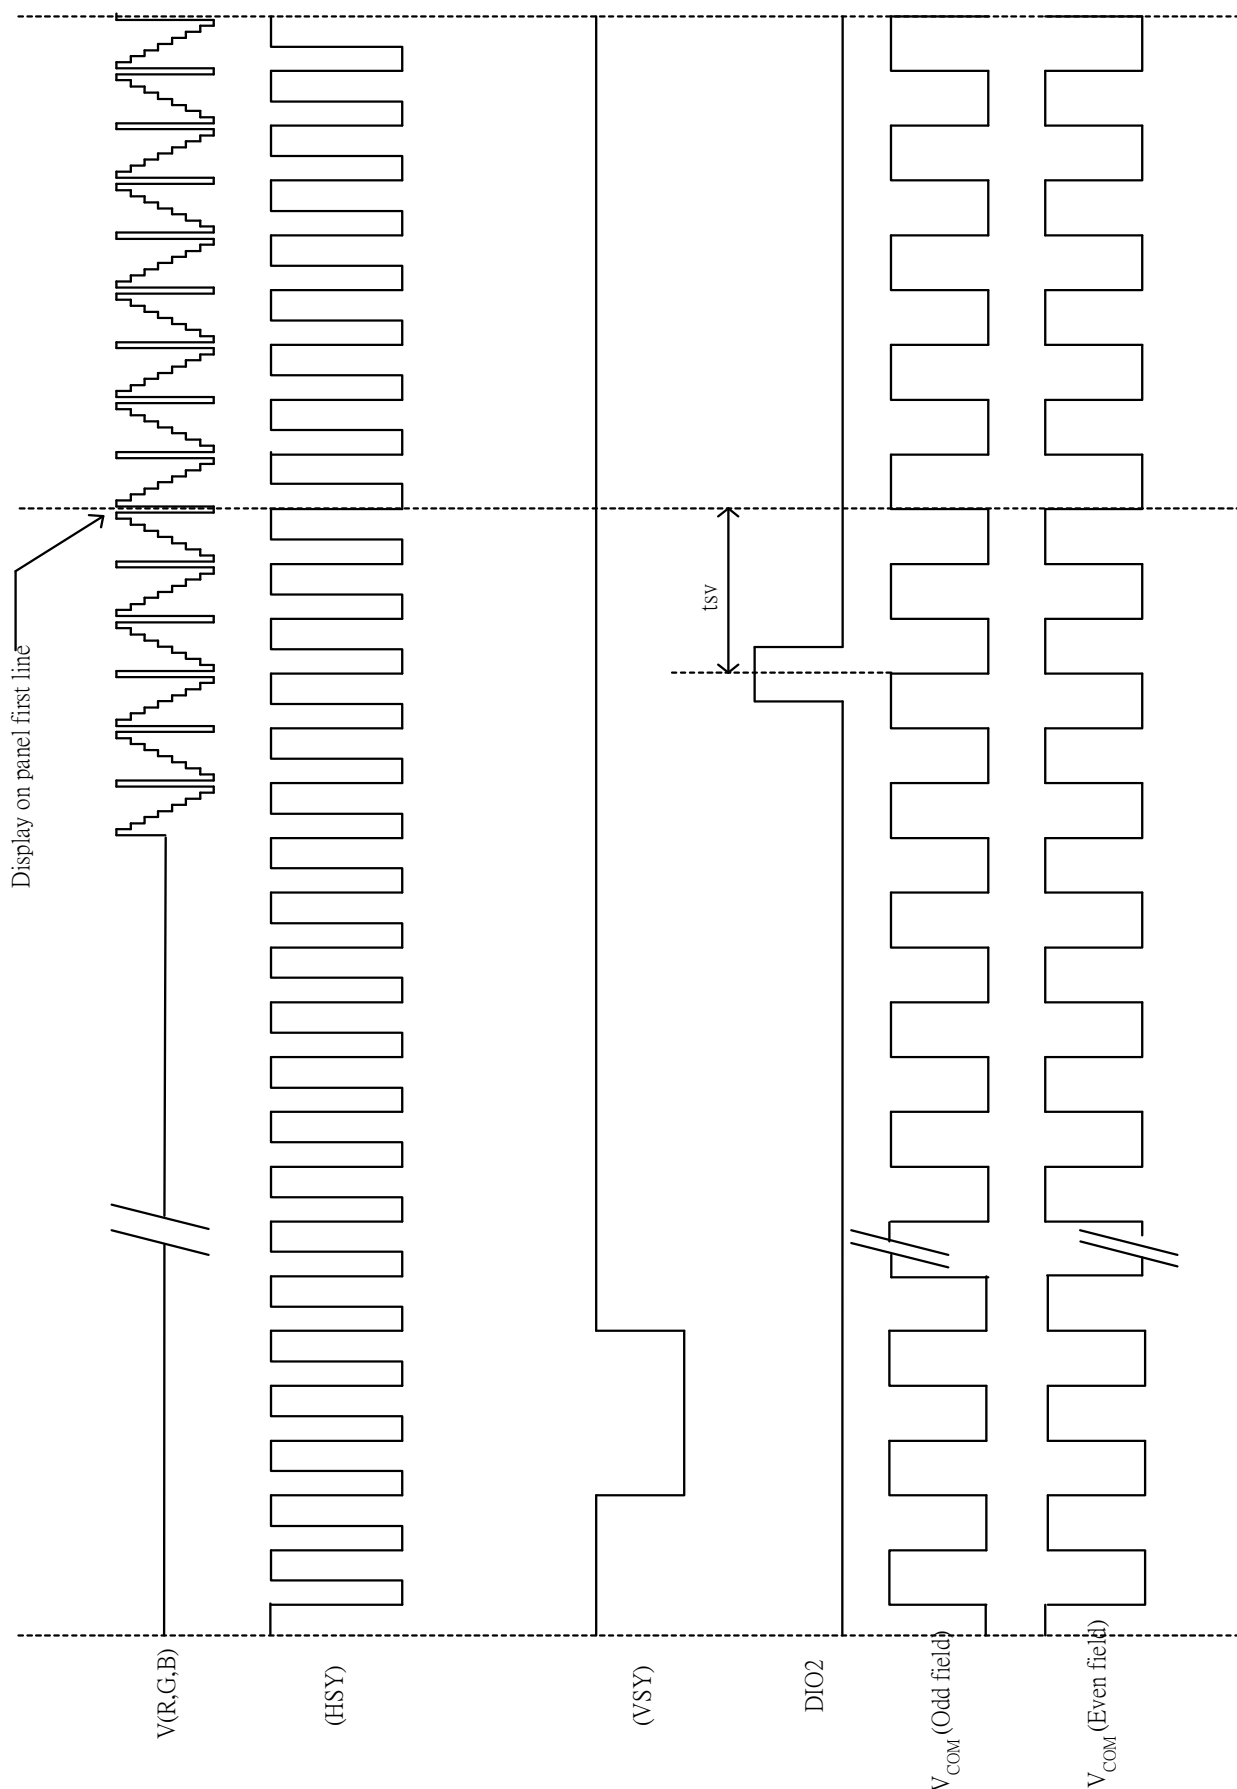 Display on panel first line
tsv
V(R,G,B)
(HSY)
(VSY)
DIO2
VCOM (Odd field)
VCOM (Even field)